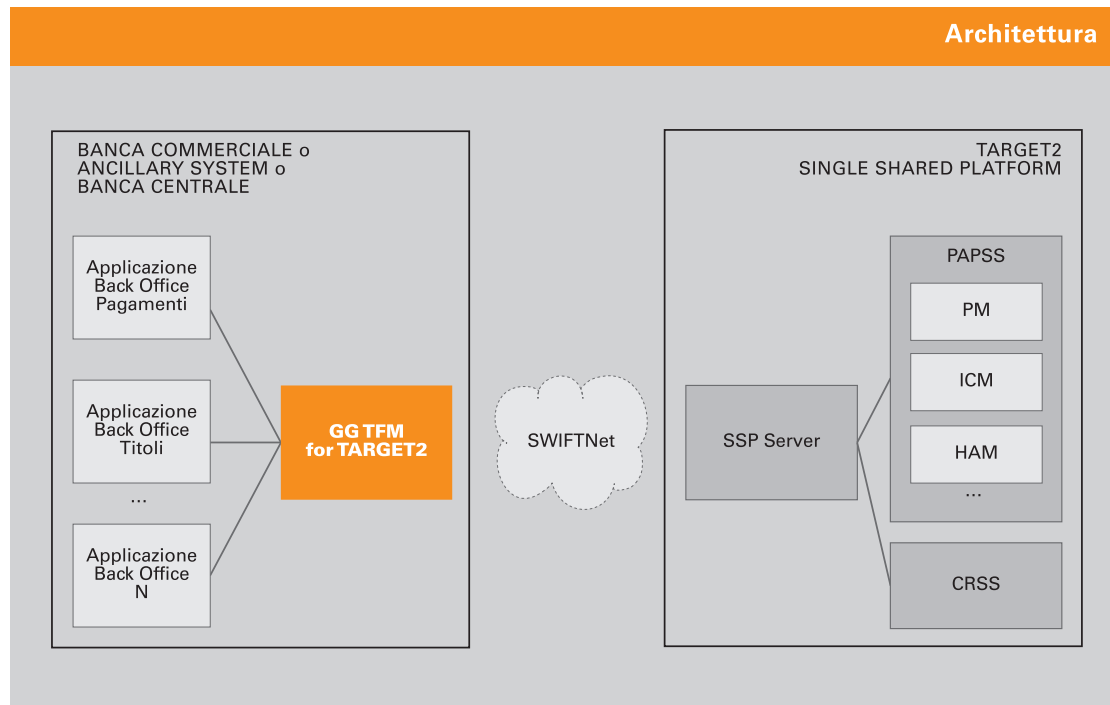 Architettura
BANCA COMMERCIALE o
ANCILLARY SYSTEM o
BANCA CENTRALE
Applicazione
Back Office
Pagamenti
Applicazione
Back Office
Titoli
...
Applicazione
Back Office
N
GG TFM
for TARGET2
SWIFTNet
TARGET2
SINGLE SHARED PLATFORM
SSP Server
PAPSS
PM
ICM
HAM
...
CRSS